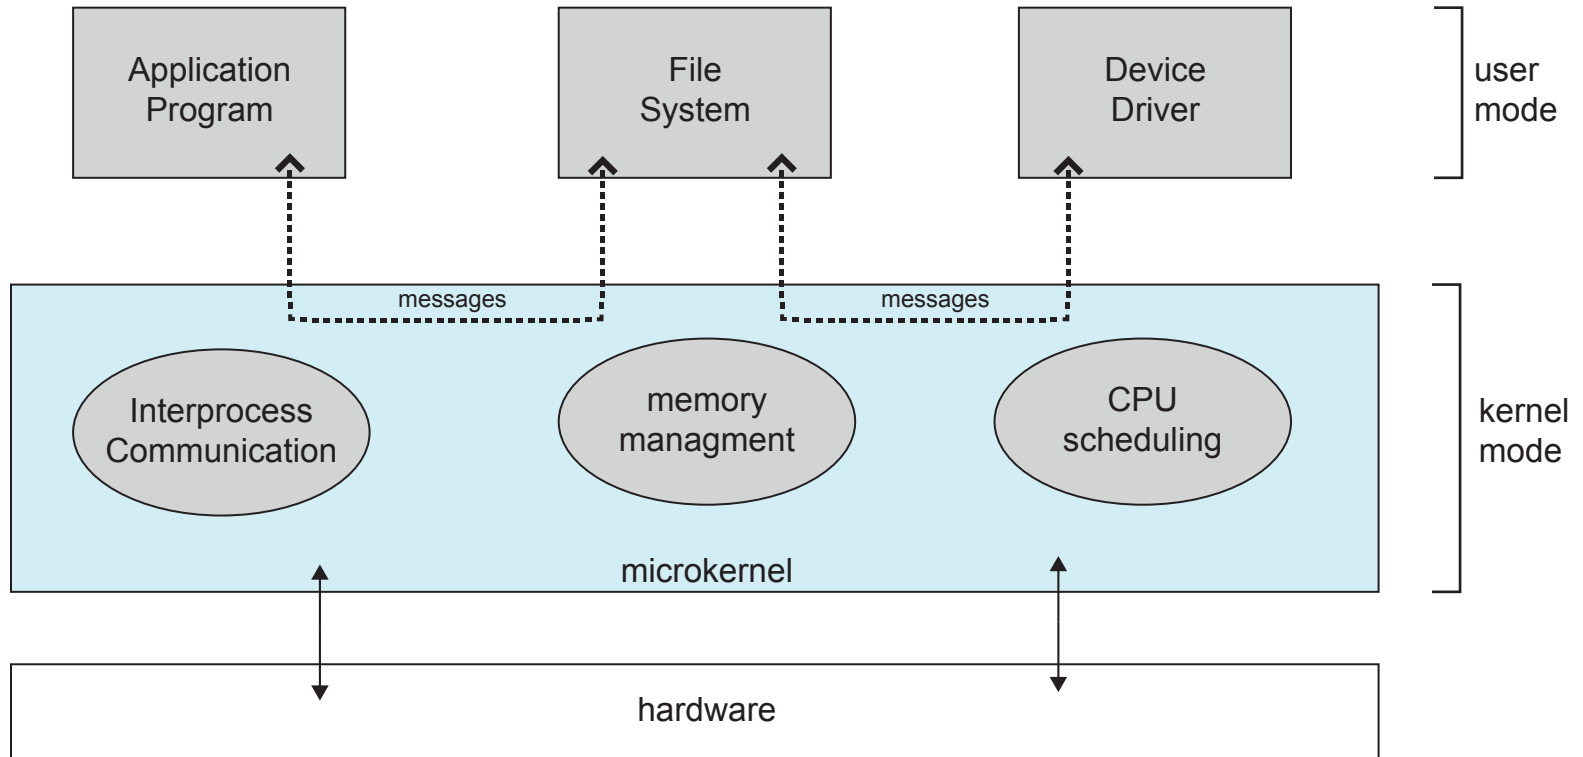 Application
Program
File
System
Device
Driver
user
mode
messages
messages
Interprocess
Communication
memory
managment
CPU
scheduling
kernel
mode
microkernel
hardware